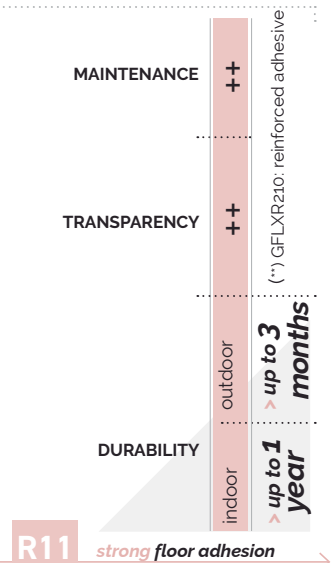 MAINTENANCE
++
(**) GFLXR210: reinforced adhesive
TRANSPARENCY
++
outdoor
> up to 3
months
DURABILITY
indoor
> up to 1
year
R11
strong floor adhesion